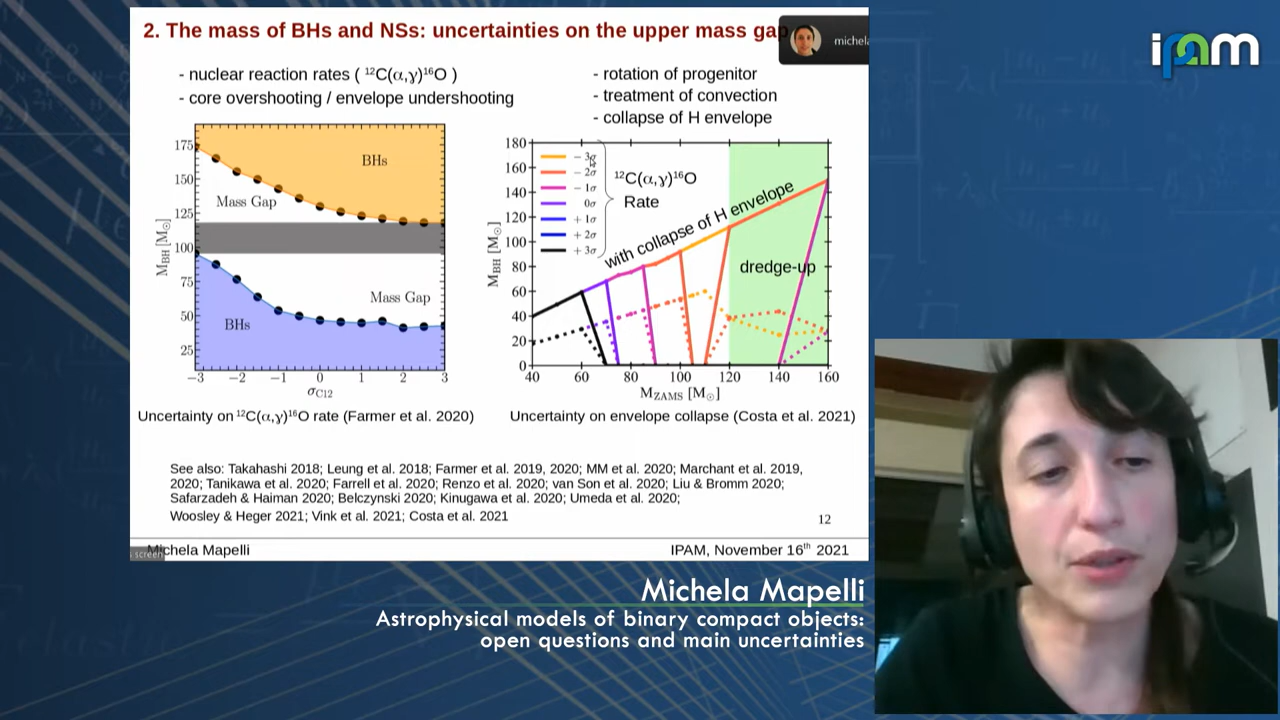 2. The mass of BHs and NSs: uncertainties on the upper mass gap
michela
ipam
- nuclear reaction rates ( ¹²C(α,γ)¹⁶O )
- core overshooting / envelope undershooting
- rotation of progenitor
- treatment of convection
- collapse of H envelope
175
150
125
100
75
50
25
M_BH [M⊙]
BHs
Mass Gap
Mass Gap
BHs
−3 −2 −1 0 1 2 3
σ_C12
Uncertainty on ¹²C(α,γ)¹⁶O rate (Farmer et al. 2020)
180
160
140
120
100
80
60
40
20
0
M_BH [M⊙]
− 3σ
− 2σ
− 1σ
0σ
+ 1σ
+ 2σ
+ 3σ
¹²C(α,γ)¹⁶O
Rate
with collapse of H envelope
dredge-up
40 60 80 100 120 140 160
M_ZAMS [M⊙]
Uncertainty on envelope collapse (Costa et al. 2021)
See also: Takahashi 2018; Leung et al. 2018; Farmer et al. 2019, 2020; MM et al. 2020; Marchant et al. 2019,
2020; Tanikawa et al. 2020; Farrell et al. 2020; Renzo et al. 2020; van Son et al. 2020; Liu & Bromm 2020;
Safarzadeh & Haiman 2020; Belczynski 2020; Kinugawa et al. 2020; Umeda et al. 2020;
Woosley & Heger 2021; Vink et al. 2021; Costa et al. 2021
12
Michela Mapelli
screen
IPAM, November 16th 2021
Michela Mapelli
Astrophysical models of binary compact objects:
open questions and main uncertainties